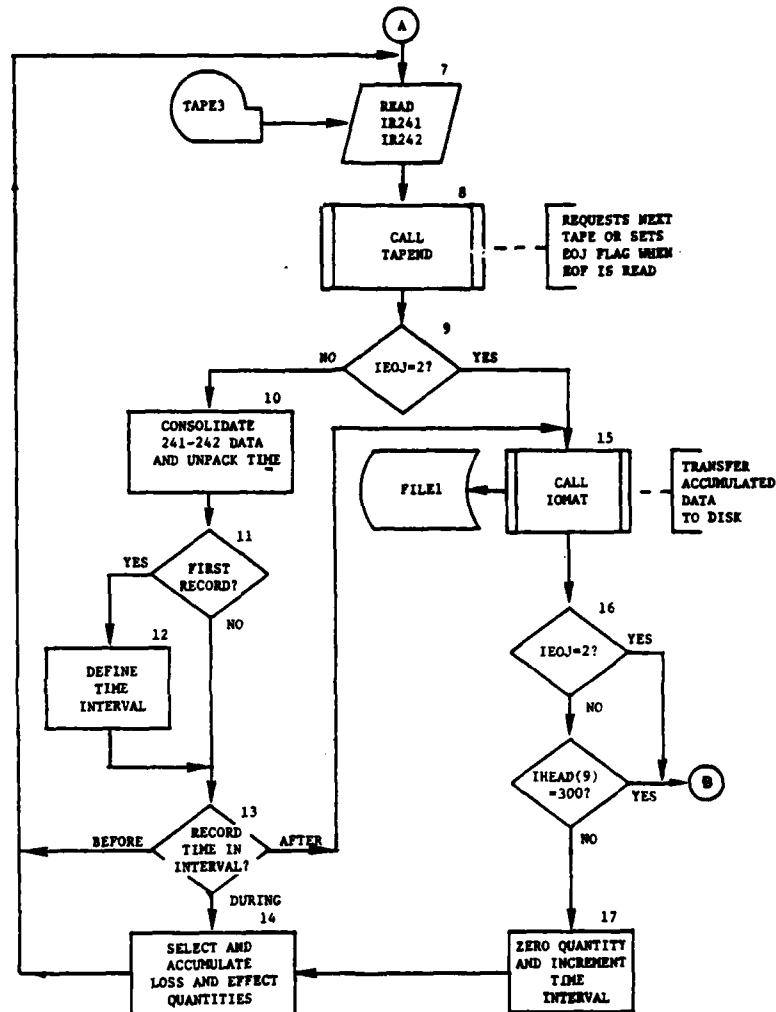 A
7
TAPE3
READ
IR241
IR242
8
CALL
TAPEND
REQUESTS NEXT
TAPE OR SETS
EOJ FLAG WHEN
EOF IS READ
9
NO
IEOJ=2?
YES
10
CONSOLIDATE
241-242 DATA
AND UNPACK TIME
15
FILE1
CALL
IOMAT
TRANSFER
ACCUMULATED
DATA
TO DISK
11
YES
FIRST
RECORD?
NO
12
DEFINE
TIME
INTERVAL
16
IEOJ=2?
YES
NO
IHEAD(9)
=300?
YES
B
NO
13
BEFORE
RECORD
TIME IN
INTERVAL?
AFTER
DURING
14
SELECT AND
ACCUMULATE
LOSS AND EFFECT
QUANTITIES
17
ZERO QUANTITY
AND INCREMENT
TIME
INTERVAL